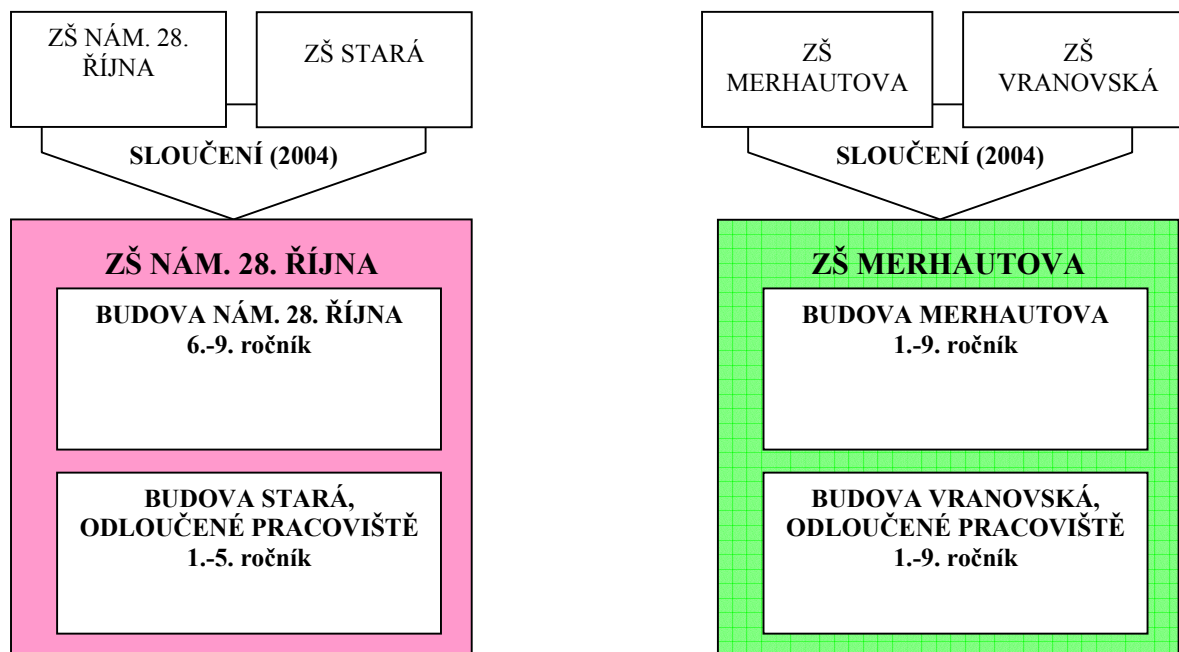 ZŠ NÁM. 28.
ŘÍJNA
ZŠ STARÁ
SLOUČENÍ (2004)
ZŠ NÁM. 28. ŘÍJNA
BUDOVA NÁM. 28. ŘÍJNA
6.-9. ročník
BUDOVA STARÁ,
ODLOUČENÉ PRACOVIŠTĚ
1.-5. ročník
ZŠ
MERHAUTOVA
ZŠ
VRANOVSKÁ
SLOUČENÍ (2004)
ZŠ MERHAUTOVA
BUDOVA MERHAUTOVA
1.-9. ročník
BUDOVA VRANOVSKÁ,
ODLOUČENÉ PRACOVIŠTĚ
1.-9. ročník